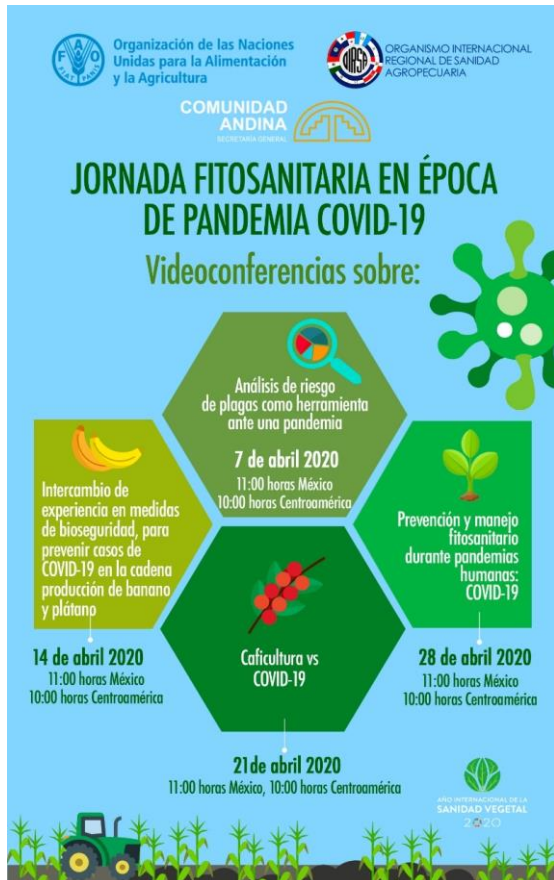 FAO
FIAT PANIS
Organización de las Naciones
Unidas para la Alimentación
y la Agricultura
OIRSA
ORGANISMO INTERNACIONAL
REGIONAL DE SANIDAD
AGROPECUARIA
COMUNIDAD
ANDINA
SECRETARÍA GENERAL
JORNADA FITOSANITARIA EN ÉPOCA
DE PANDEMIA COVID-19
Videoconferencias sobre:
Análisis de riesgo
de plagas como herramienta
ante una pandemia
7 de abril 2020
11:00 horas México
10:00 horas Centroamérica
Intercambio de
experiencia en medidas
de bioseguridad, para
prevenir casos de
COVID-19 en la cadena
producción de banano
y plátano
14 de abril 2020
11:00 horas México
10:00 horas Centroamérica
Caficultura vs
COVID-19
21de abril 2020
11:00 horas México, 10:00 horas Centroamérica
Prevención y manejo
fitosanitario
durante pandemias
humanas:
COVID-19
28 de abril 2020
11:00 horas México
10:00 horas Centroamérica
AÑO INTERNACIONAL DE LA
SANIDAD VEGETAL
2020